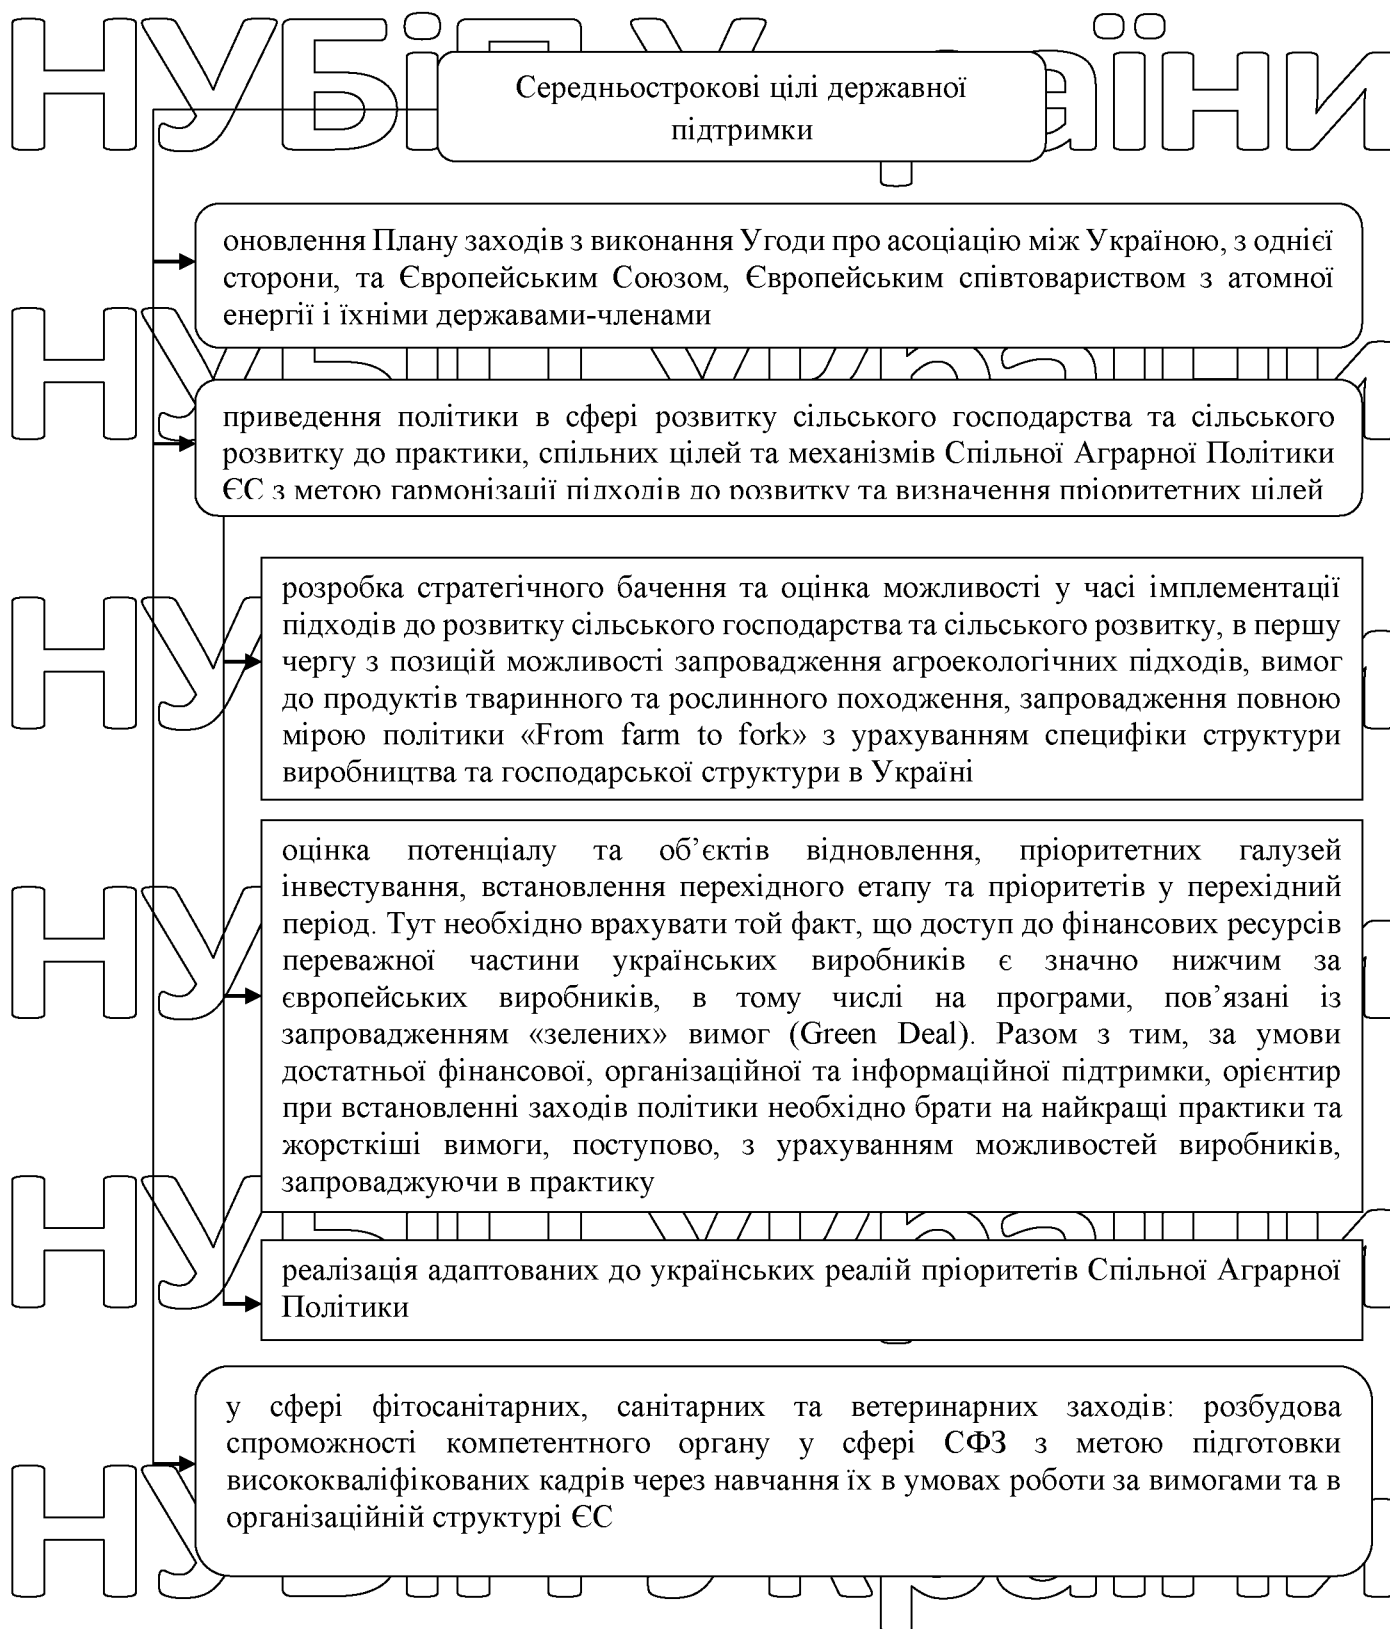 НУБіП України
Середньострокові цілі державної
підтримки
оновлення Плану заходів з виконання Угоди про асоціацію між Україною, з однієї
сторони, та Європейським Союзом, Європейським співтовариством з атомної
енергії і їхніми державами-членами
НУБіП України
приведення політики в сфері розвитку сільського господарства та сільського
розвитку до практики, спільних цілей та механізмів Спільної Аграрної Політики
ЄС з метою гармонізації підходів до розвитку та визначення пріоритетних цілей
розробка стратегічного бачення та оцінка можливості у часі імплементації
підходів до розвитку сільського господарства та сільського розвитку, в першу
чергу з позицій можливості запровадження агроекологічних підходів, вимог
до продуктів тваринного та рослинного походження, запровадження повною
мірою політики «From farm to fork» з урахуванням специфіки структури
виробництва та господарської структури в Україні
НУ
оцінка потенціалу та об’єктів відновлення, пріоритетних галузей
інвестування, встановлення перехідного етапу та пріоритетів у перехідний
період. Тут необхідно врахувати той факт, що доступ до фінансових ресурсів
переважної частини українських виробників є значно нижчим за
європейських виробників, в тому числі на програми, пов’язані із
запровадженням «зелених» вимог (Green Deal). Разом з тим, за умови
достатньої фінансової, організаційної та інформаційної підтримки, орієнтир
при встановленні заходів політики необхідно брати на найкращі практики та
жорсткіші вимоги, поступово, з урахуванням можливостей виробників,
запроваджуючи в практику
НУ
НУБіП України
реалізація адаптованих до українських реалій пріоритетів Спільної Аграрної
Політики
у сфері фітосанітарних, санітарних та ветеринарних заходів: розбудова
спроможності компетентного органу у сфері СФЗ з метою підготовки
висококваліфікованих кадрів через навчання їх в умовах роботи за вимогами та в
організаційній структурі ЄС
НУБіП України